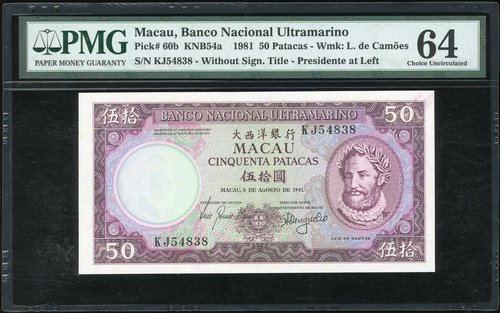 PMG
PAPER MONEY GUARANTY
Macau, Banco Nacional Ultramarino
Pick# 60b KNB54a 1981 50 Patacas - Wmk: L. de Camões
S/N KJ54838 - Without Sign. Title - Presidente at Left
64
Choice Uncirculated
伍拾
BANCO NACIONAL ULTRAMARINO
50
大西洋銀行
KJ54838
MACAU
CINQUENTA PATACAS
伍拾圓
MACAU, 8 DE AGOSTO DE 1981.
KJ54838
LUIS DE CAMÕES
50
伍拾